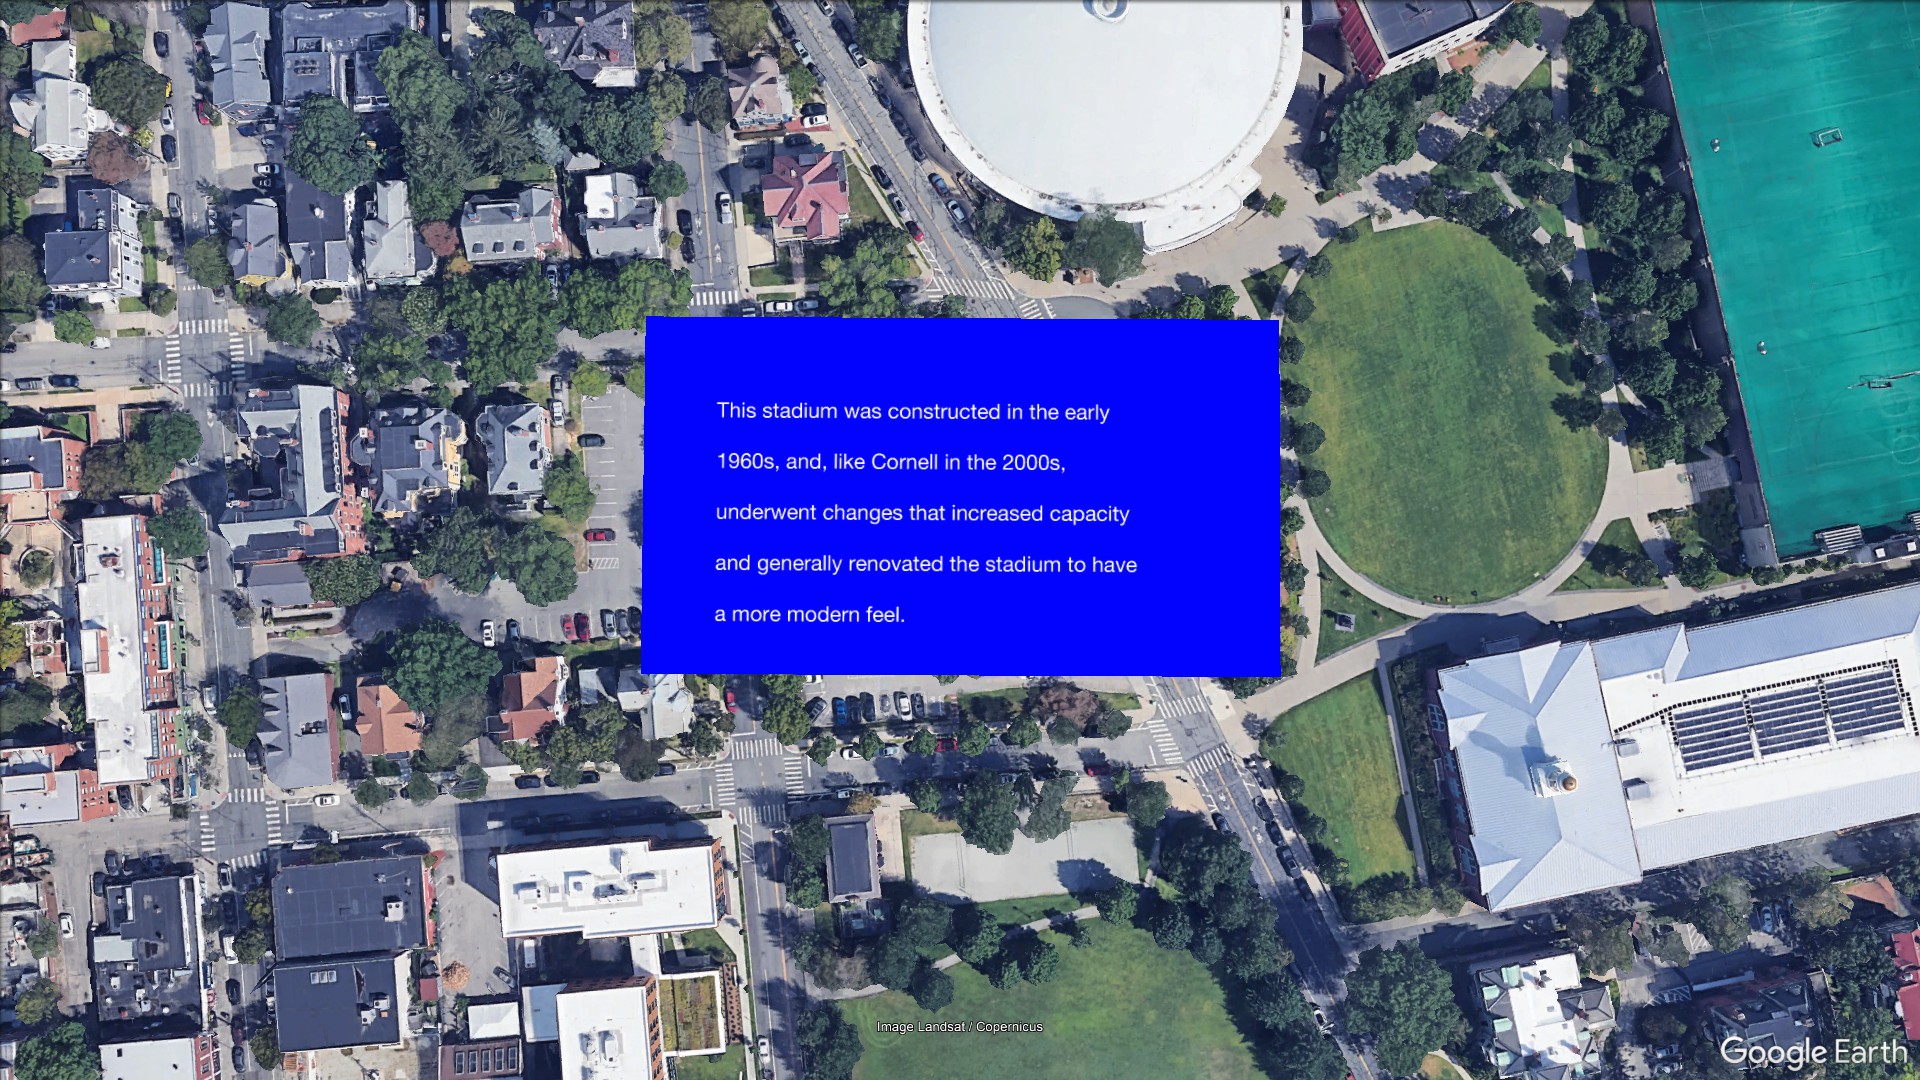 This stadium was constructed in the early
1960s, and, like Cornell in the 2000s,
underwent changes that increased capacity
and generally renovated the stadium to have
a more modern feel.
Image Landsat / Copernicus
Google Earth